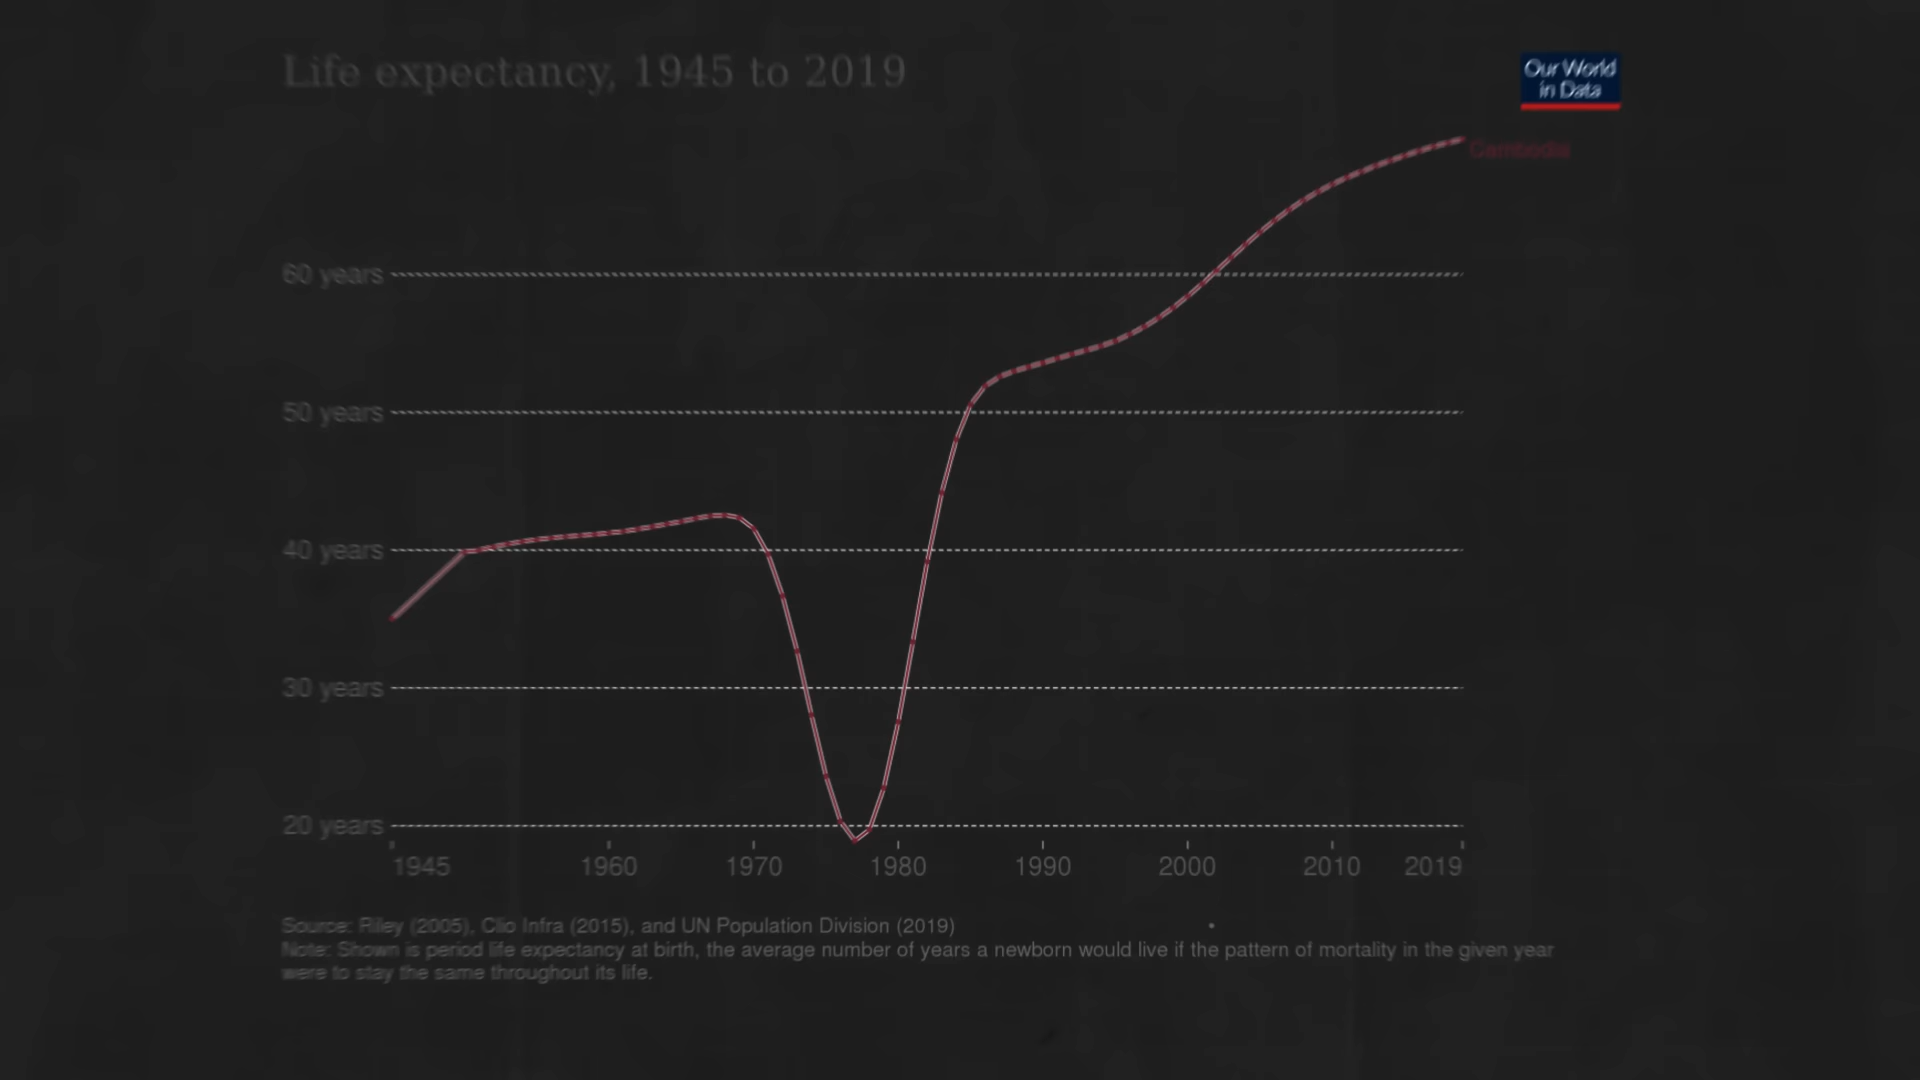 Life expectancy, 1945 to 2019
Our World
in Data
Cambodia
60 years
50 years
40 years
30 years
20 years
1945 1960 1970 1980 1990 2000 2010 2019
Source: Riley (2005), Clio Infra (2015), and UN Population Division (2019)
Note: Shown is period life expectancy at birth, the average number of years a newborn would live if the pattern of mortality in the given year
were to stay the same throughout its life.